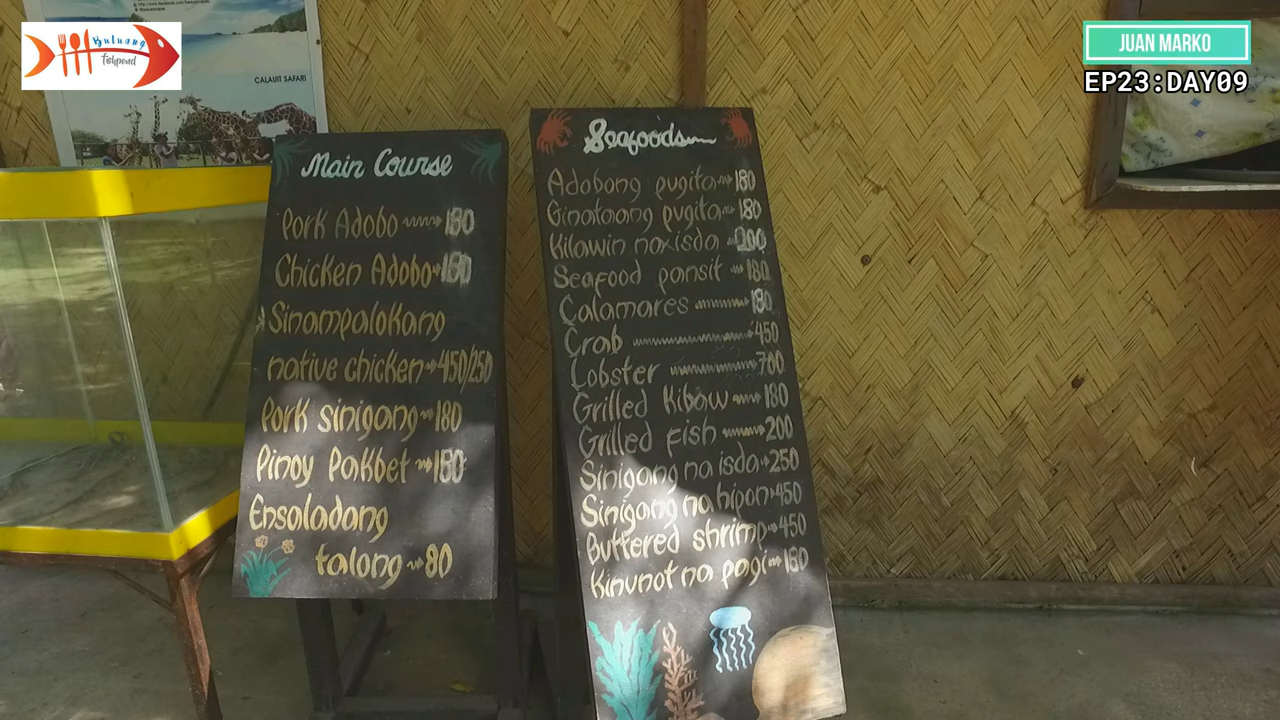 Buluang
Fishpond
CALAUIT SAFARI
JUAN MARKO
EP23:DAY09
Main Course
Pork Adobo 180
Chicken Adobo 180
Sinampalokang
native chicken 450/250
Pork sinigang 180
Pinoy Pakbet 180
Ensaladang
talong 80
Seafoods
Adobong pugita 180
Ginataang pugita 180
Kilawin na isda 200
Seafood pansit 180
Calamares 180
Crab 450
Lobster 700
Grilled Kibaw 180
Grilled Fish 200
Sinigang na isda 250
Sinigang na hipon 450
Buttered shrimp 450
Kinunot na pagi 180